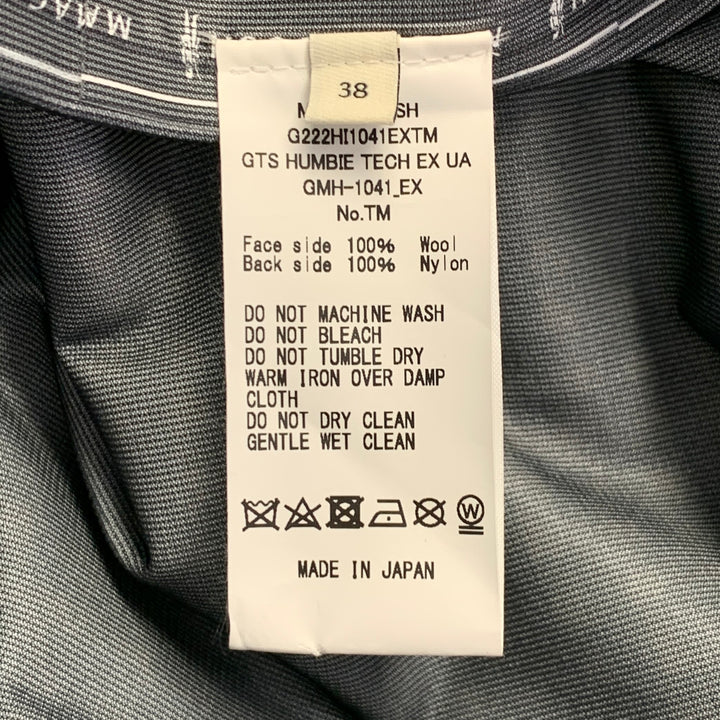 MMAC
38
G222HI1041EXTM
GTS HUMBIE TECH EX UA
GMH-1041_EX
No.TM
Face side 100% Wool
Back side 100% Nylon
DO NOT MACHINE WASH
DO NOT BLEACH
DO NOT TUMBLE DRY
WARM IRON OVER DAMP
CLOTH
DO NOT DRY CLEAN
GENTLE WET CLEAN
W
MADE IN JAPAN